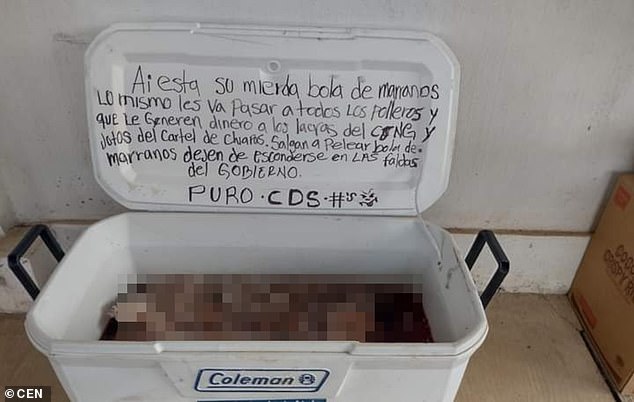 Ai esta su mierda bola de marranos
Lo mismo les va Pasar a todos los Polleros y
que le Generen dinero a las lacras del CJNG y
Jotos del Cartel de Chiapas. Salgan a Pelear bola de
marranos dejen de esconderse en LAS faldas
del GOBIERNO.
PURO · CDS · #'s
Coleman
© CEN